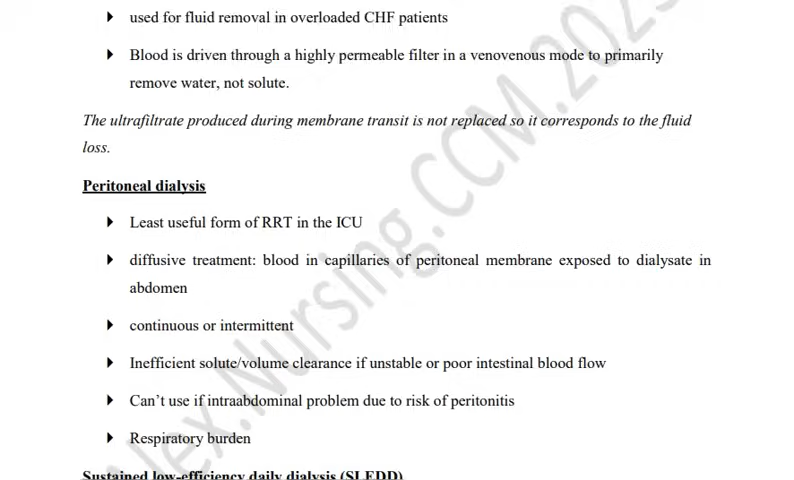 used for fluid removal in overloaded CHF patients
Blood is driven through a highly permeable filter in a venovenous mode to primarily
remove water, not solute.
The ultrafiltrate produced during membrane transit is not replaced so it corresponds to the fluid
loss.
Peritoneal dialysis
Least useful form of RRT in the ICU
diffusive treatment: blood in capillaries of peritoneal membrane exposed to dialysate in
abdomen
continuous or intermittent
Inefficient solute/volume clearance if unstable or poor intestinal blood flow
Can’t use if intraabdominal problem due to risk of peritonitis
Respiratory burden
Sustained low-efficiency daily dialysis (SLEDD)